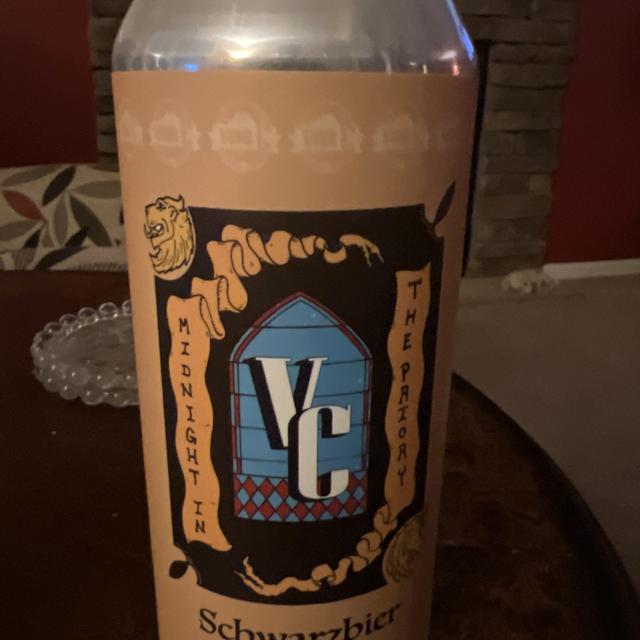 MIDNIGHT IN
THE PRIORY
VC
Schwarzbier